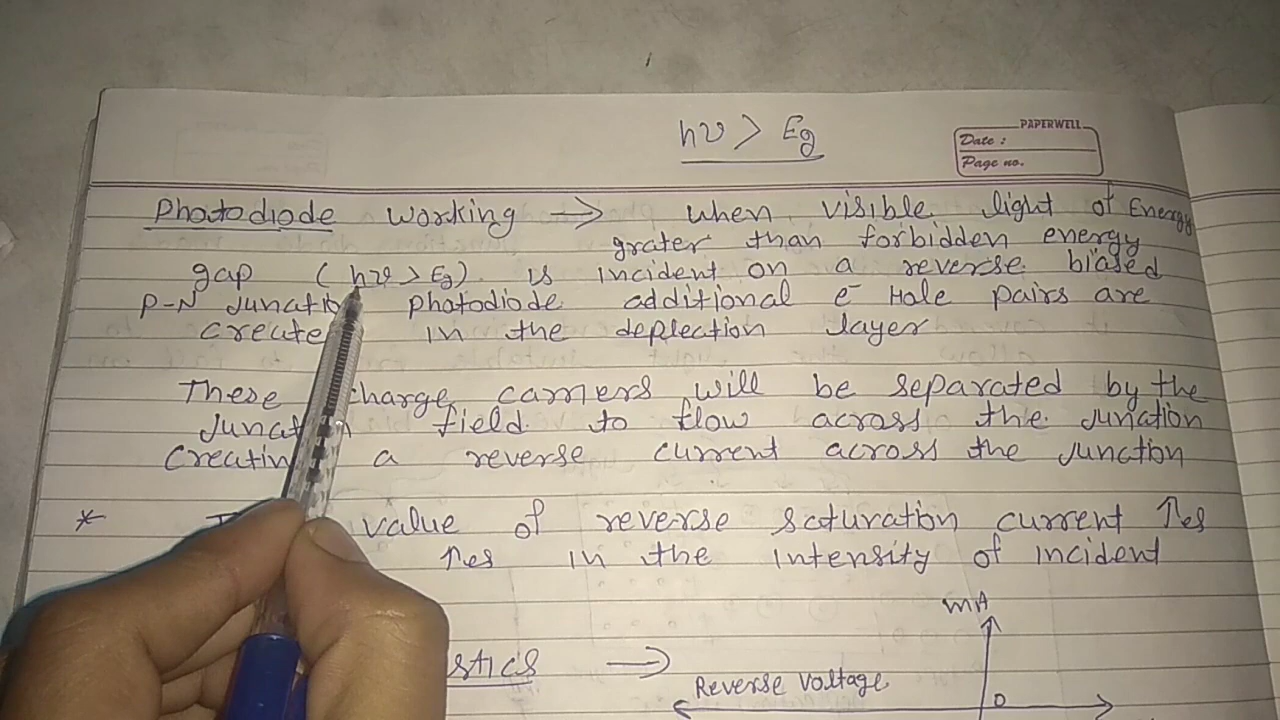 hν > Eg
PAPERWELL
Date :
Page no.
Photodiode working → when visible light of Energy
grater than forbidden energy
gap (hν > Eg) is incident on a reverse biased
P-N Junctio photodiode additional e⁻ Hole pairs are
create in the deplection layer
These charge carriers will be separated by the
Junct field to flow across the Junction
Creatin a reverse current across the Junction
* value of reverse saturation current ↑es
↑es in the intensity of incident
mA
stics →
Reverse Voltage
0